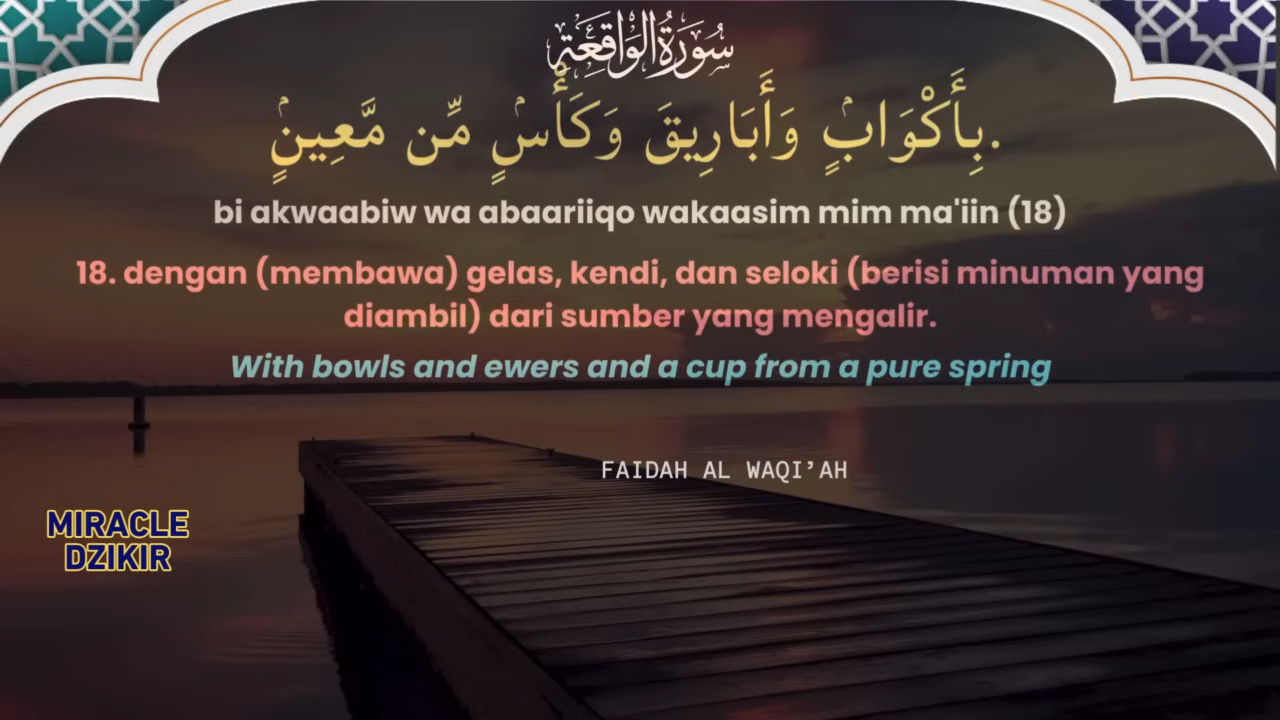 سُورَةُ الْوَاقِعَةِ
بِأَكْوَابٍۢ وَأَبَارِيقَ وَكَأْسٍۢ مِّن مَّعِينٍۢ.
bi akwaabiw wa abaariiqo wakaasim mim ma'iin (18)
18. dengan (membawa) gelas, kendi, dan seloki (berisi minuman yang
diambil) dari sumber yang mengalir.
With bowls and ewers and a cup from a pure spring
FAIDAH AL WAQI’AH
MIRACLE
DZIKIR